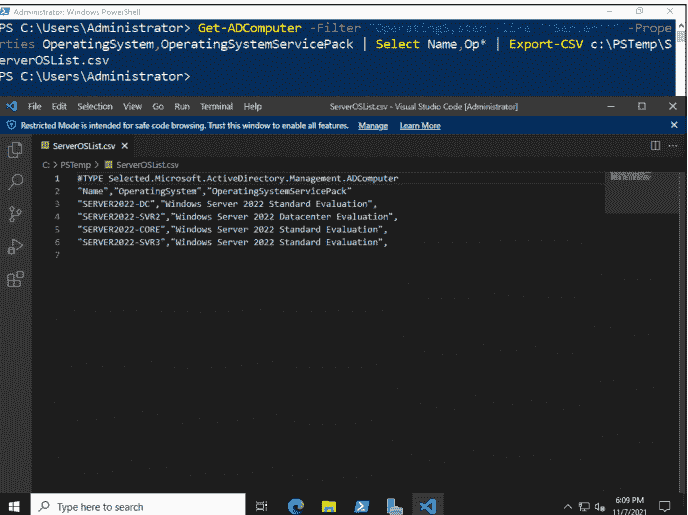 Administrator: Windows PowerShell
PS C:\Users\Administrator> Get-ADComputer -Filter -Prope
rties OperatingSystem,OperatingSystemServicePack | Select Name,Op* | Export-CSV c:\PSTemp\S
erverOSList.csv
PS C:\Users\Administrator>
File Edit Selection View Go Run Terminal Help ServerOSList.csv - Visual Studio Code [Administrator]
Restricted Mode is intended for safe code browsing. Trust this window to enable all features. Manage Learn More
ServerOSList.csv
C: > PSTemp > ServerOSList.csv
1 #TYPE Selected.Microsoft.ActiveDirectory.Management.ADComputer
2 "Name","OperatingSystem","OperatingSystemServicePack"
3 "SERVER2022-DC","Windows Server 2022 Standard Evaluation",
4 "SERVER2022-SVR2","Windows Server 2022 Datacenter Evaluation",
5 "SERVER2022-CORE","Windows Server 2022 Standard Evaluation",
6 "SERVER2022-SVR3","Windows Server 2022 Standard Evaluation",
7
Type here to search
6:09 PM
11/7/2021